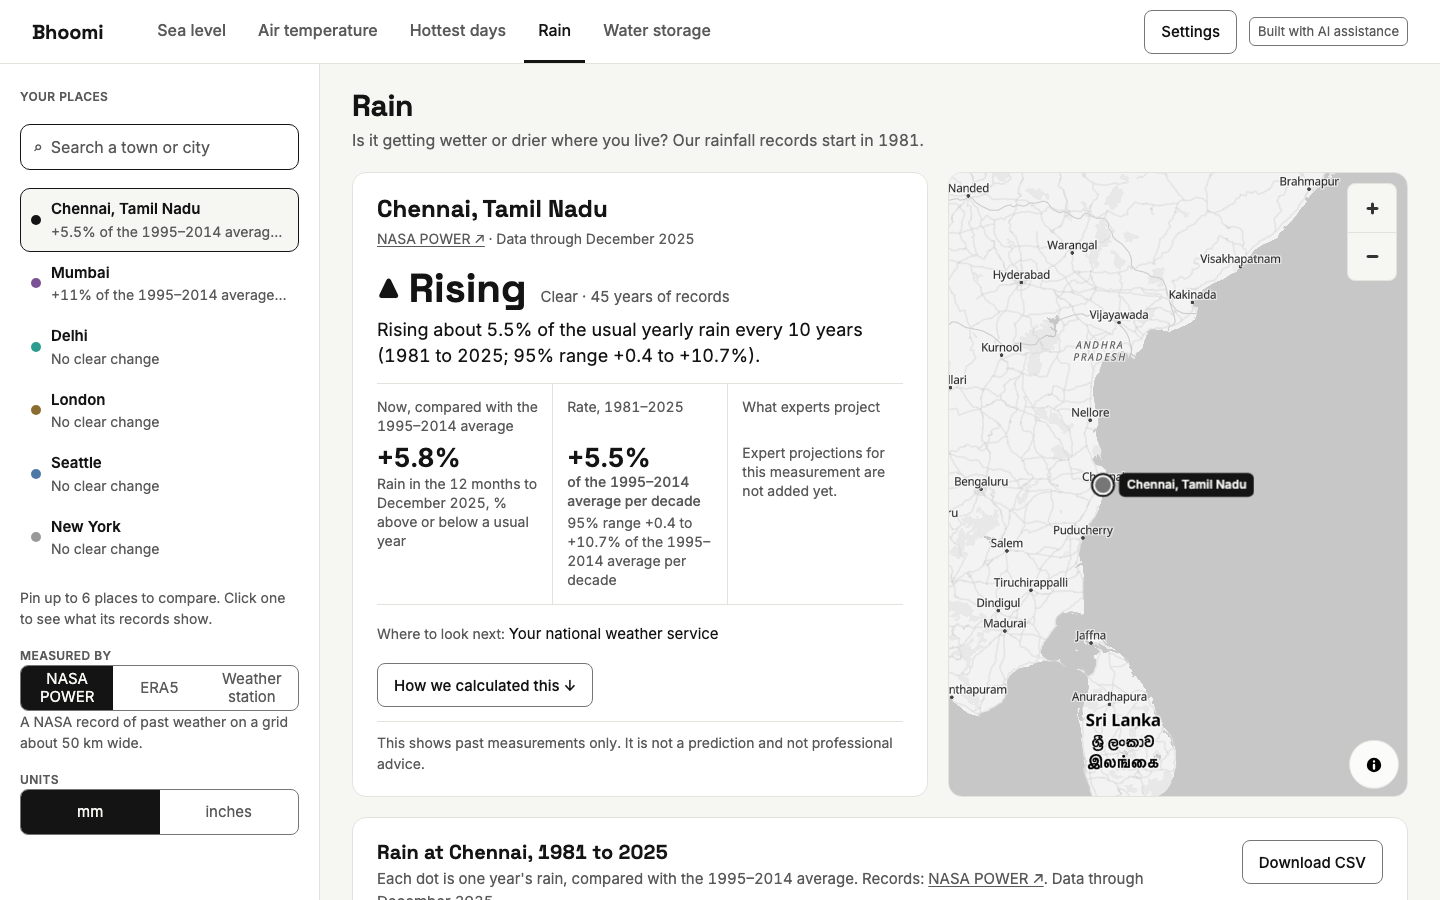 Bhoomi
Sea level
Air temperature
Hottest days
Rain
Water storage
Settings
Built with AI assistance
YOUR PLACES
Search a town or city
Chennai, Tamil Nadu
+5.5% of the 1995–2014 averag...
Mumbai
+11% of the 1995–2014 average...
Delhi
No clear change
London
No clear change
Seattle
No clear change
New York
No clear change
Pin up to 6 places to compare. Click one
to see what its records show.
MEASURED BY
NASA
POWER
ERA5
Weather
station
A NASA record of past weather on a grid
about 50 km wide.
UNITS
mm
inches
Rain
Is it getting wetter or drier where you live? Our rainfall records start in 1981.
Chennai, Tamil Nadu
NASA POWER ↗ · Data through December 2025
▲ Rising Clear · 45 years of records
Rising about 5.5% of the usual yearly rain every 10 years
(1981 to 2025; 95% range +0.4 to +10.7%).
Now, compared with the
1995–2014 average
+5.8%
Rain in the 12 months to
December 2025, %
above or below a usual
year
Rate, 1981–2025
+5.5%
of the 1995–2014
average per decade
95% range +0.4 to
+10.7% of the 1995–
2014 average per
decade
What experts project
Expert projections for
this measurement are
not added yet.
Where to look next: Your national weather service
How we calculated this ↓
This shows past measurements only. It is not a prediction and not professional
advice.
Nanded
Brahmapur
Warangal
Visakhapatnam
Hyderabad
Kakinada
Vijayawada
Kurnool
ANDHRA
PRADESH
llari
Nellore
Bengaluru
Chennai, Tamil Nadu
ru
Puducherry
Salem
Tiruchirappalli
Dindigul
Madurai
Jaffna
nthapuram
Anuradhapura
Sri Lanka
ශ්‍රී ලංකාව
இலங்கை
+
−
Rain at Chennai, 1981 to 2025
Each dot is one year's rain, compared with the 1995–2014 average. Records: NASA POWER ↗. Data through
December 2025.
Download CSV